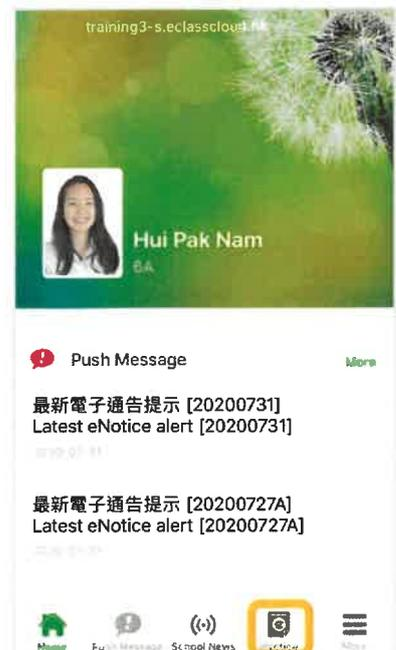 training3-s.eclasscloud.hk
Hui Pak Nam
6A
Push Message
More
最新電子通告提示 [20200731]
Latest eNotice alert [20200731]
最新電子通告提示 [20200727A]
Latest eNotice alert [20200727A]
Home
Push Message
School News
More